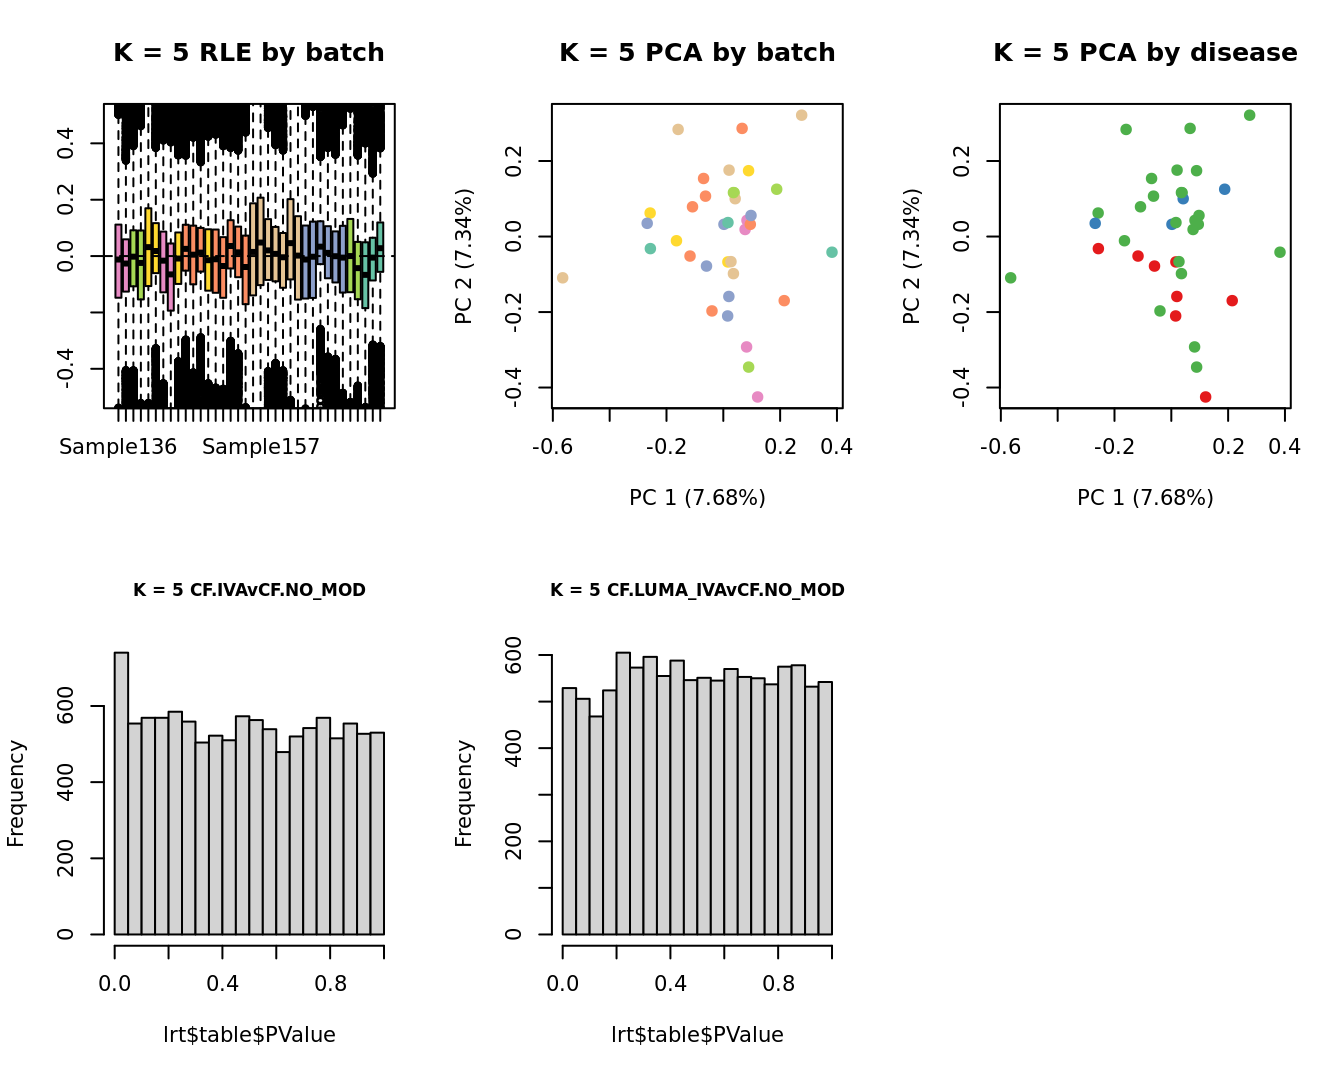 K = 5 RLE by batch
0.4
0.2
0.0
-0.4
Sample136 Sample157
K = 5 PCA by batch
PC 2 (7.34%)
0.2
0.0
-0.2
-0.4
-0.6 -0.2 0.2 0.4
PC 1 (7.68%)
K = 5 PCA by disease
PC 2 (7.34%)
0.2
0.0
-0.2
-0.4
-0.6 -0.2 0.2 0.4
PC 1 (7.68%)
K = 5 CF.IVAvCF.NO_MOD
Frequency
600
400
200
0
0.0 0.4 0.8
lrt$table$PValue
K = 5 CF.LUMA_IVAvCF.NO_MOD
Frequency
600
400
200
0
0.0 0.4 0.8
lrt$table$PValue